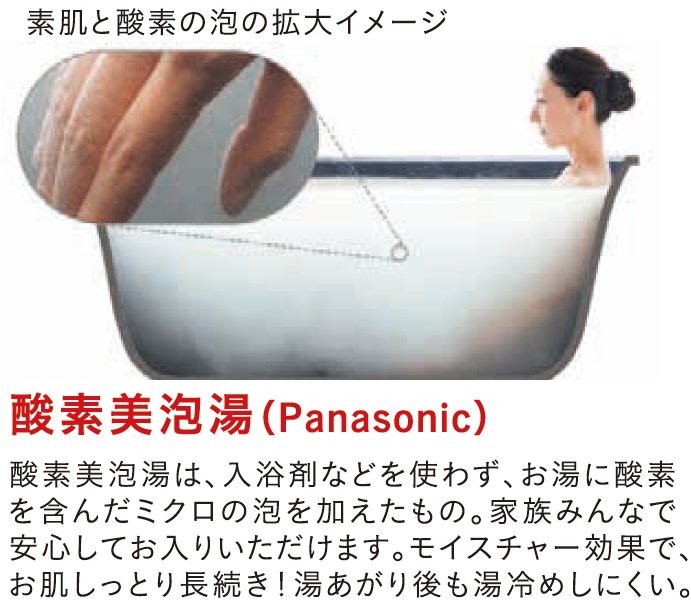 素肌と酸素の泡の拡大イメージ
酸素美泡湯(Panasonic)
酸素美泡湯は、入浴剤などを使わず、お湯に酸素
を含んだミクロの泡を加えたもの。家族みんなで
安心してお入りいただけます。モイスチャー効果で、
お肌しっとり長続き!湯あがり後も湯冷めしにくい。